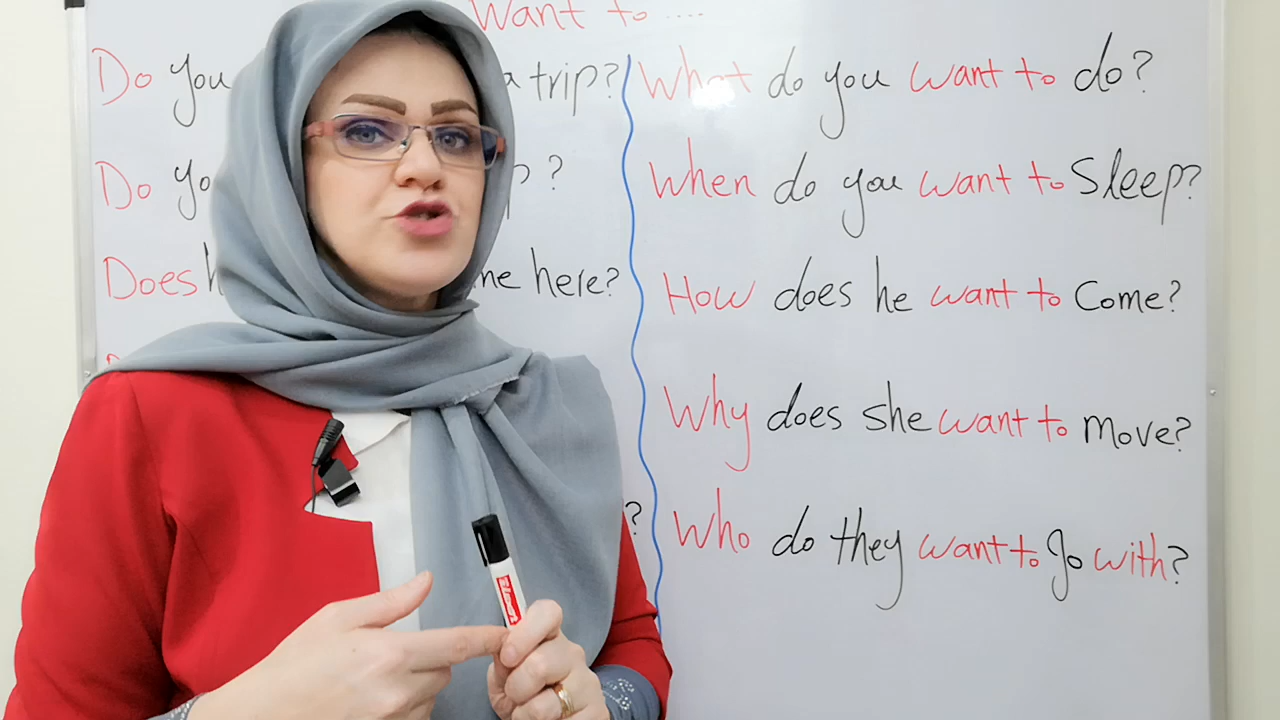 Want to ....
Do you a trip?
Do ?
Does here?
?
What do you want to do?
When do you want to Sleep?
How does he want to Come?
Why does she want to move?
Who do they want to go with?